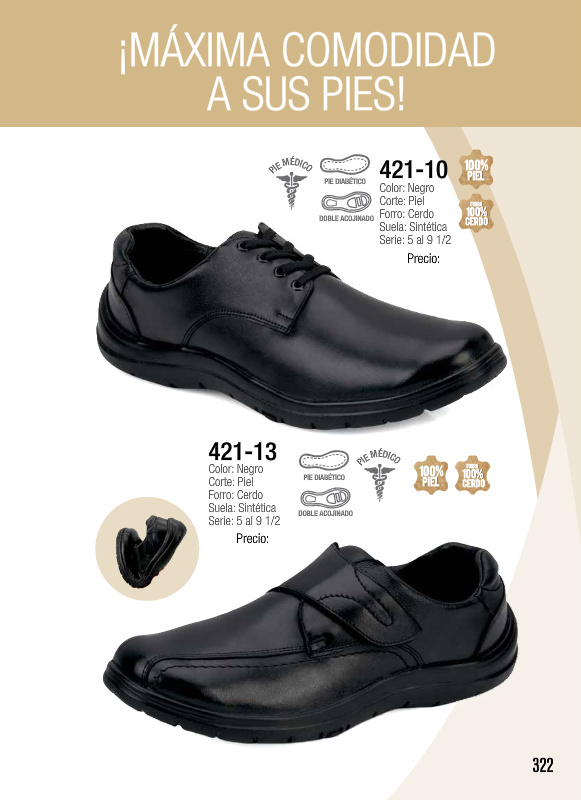 ¡MÁXIMA COMODIDAD
A SUS PIES!
PIE MÉDICO
PIE DIABÉTICO
DOBLE ACOJINADO
421-10
Color: Negro
Corte: Piel
Forro: Cerdo
Suela: Sintética
Serie: 5 al 9 1/2
Precio:
100%
PIEL
FORRO
100%
CERDO
421-13
Color: Negro
Corte: Piel
Forro: Cerdo
Suela: Sintética
Serie: 5 al 9 1/2
Precio:
PIE DIABÉTICO
DOBLE ACOJINADO
PIE MÉDICO
100%
PIEL
FORRO
100%
CERDO
322